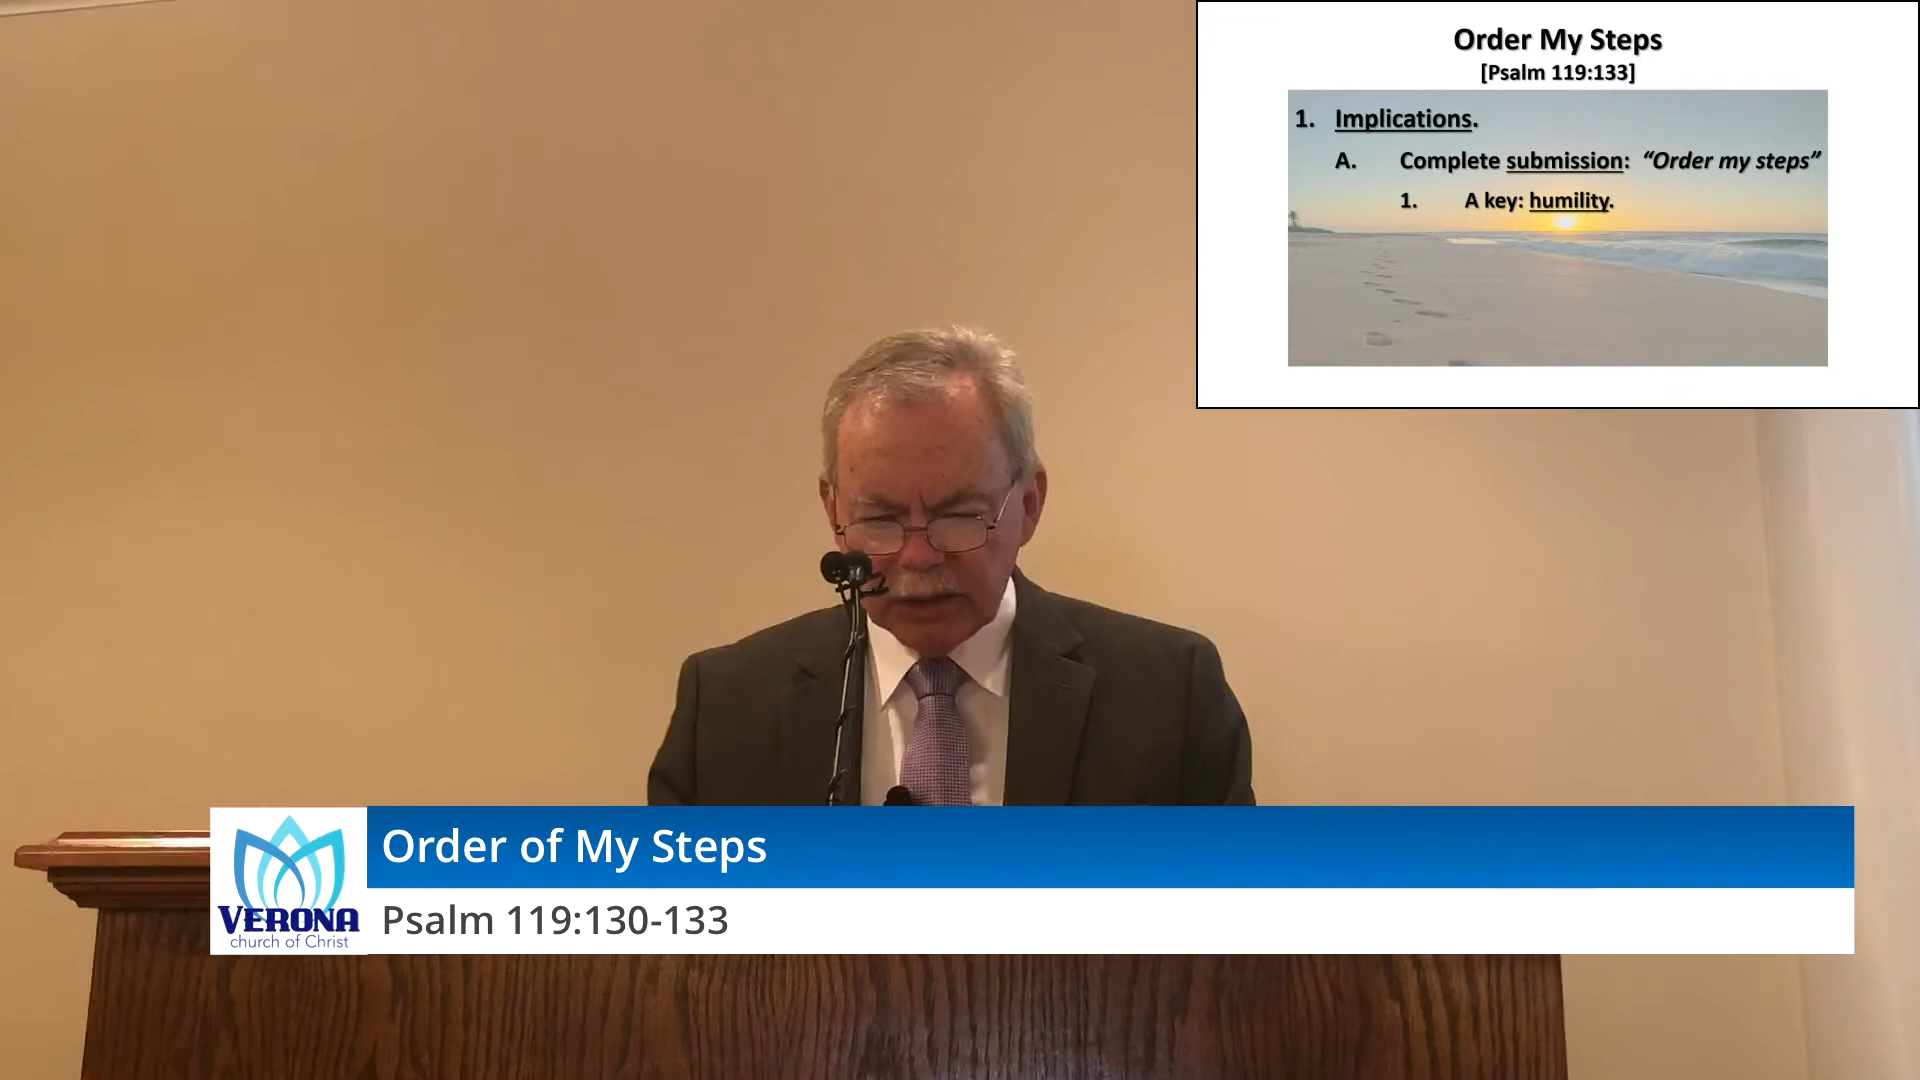 Order My Steps
[Psalm 119:133]
1. Implications.
A. Complete submission: “Order my steps”
1. A key: humility.
Order of My Steps
VERONA
church of Christ
Psalm 119:130-133